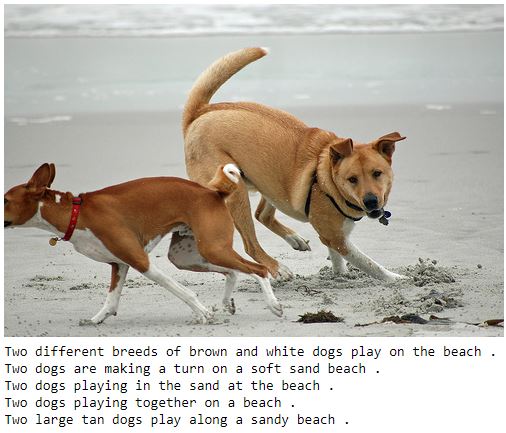 Two different breeds of brown and white dogs play on the beach .
Two dogs are making a turn on a soft sand beach .
Two dogs playing in the sand at the beach .
Two dogs playing together on a beach .
Two large tan dogs play along a sandy beach .